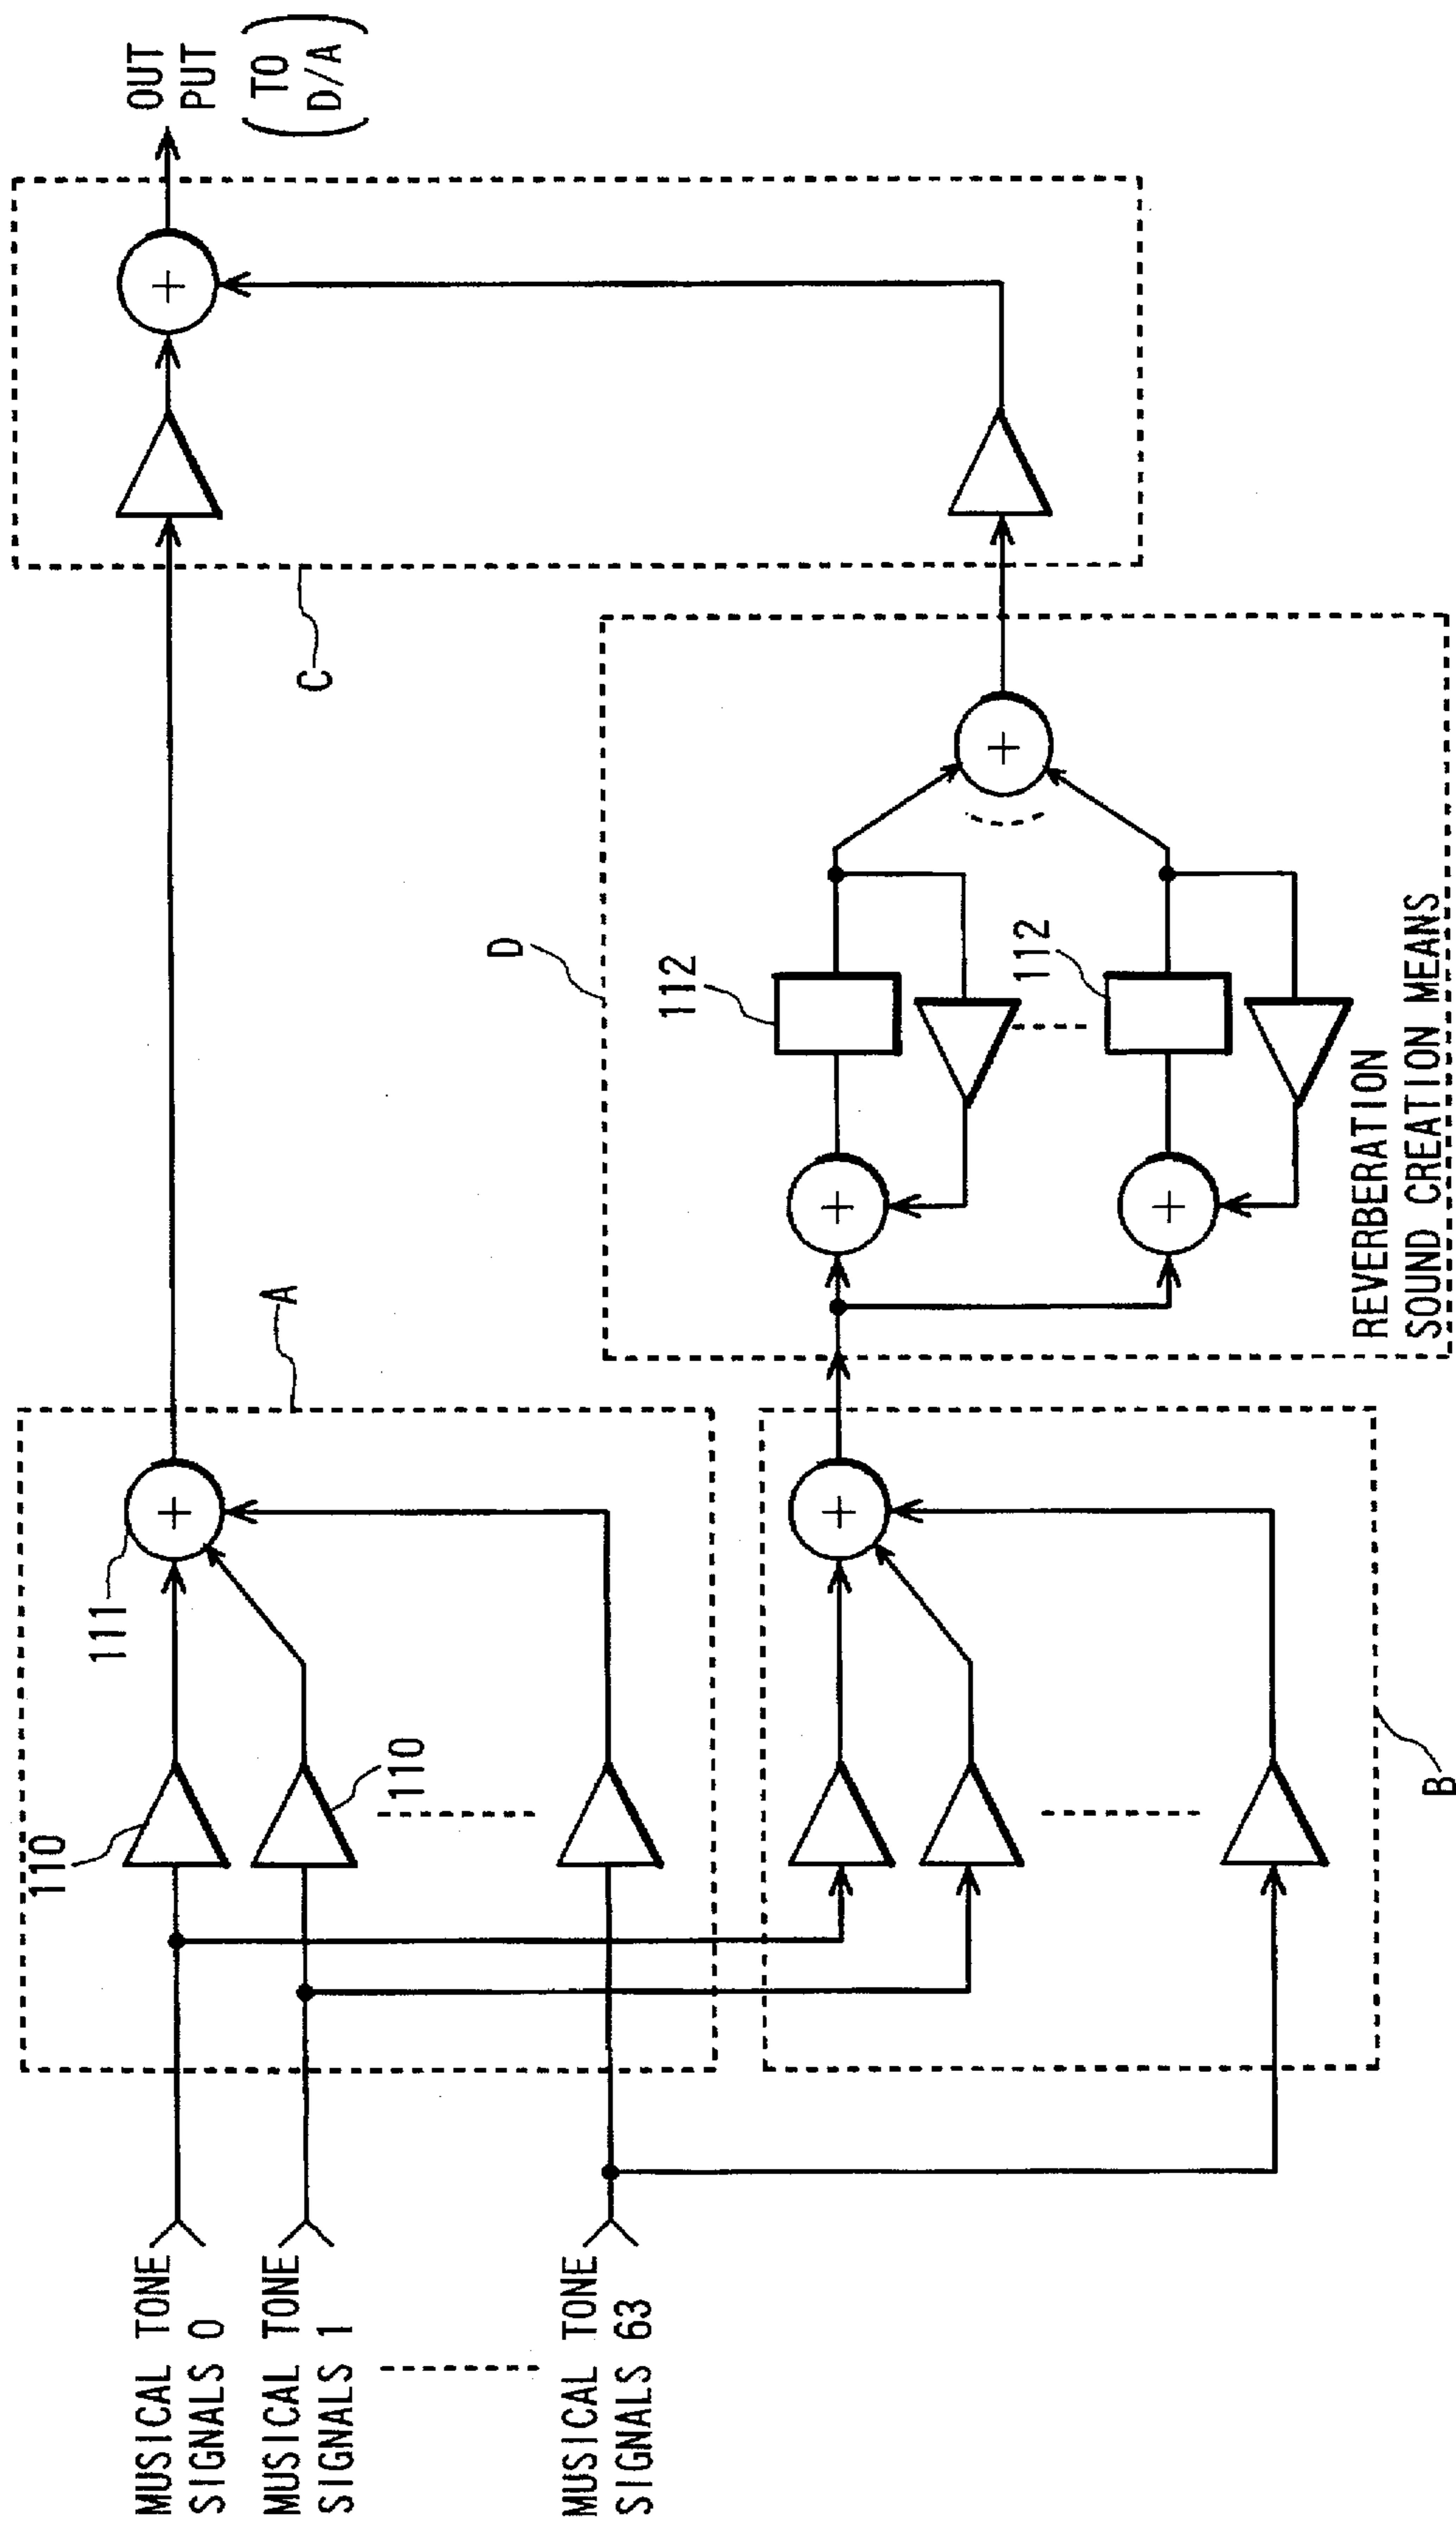 MUSICAL TONE
SIGNALS 0
MUSICAL TONE
SIGNALS 1
MUSICAL TONE
SIGNALS 63
110
110
111
A
B
C
D
112
112
REVERBERATION
SOUND CREATION MEANS
+
+
+
+
+
+
OUT
PUT
(TO
D/A)